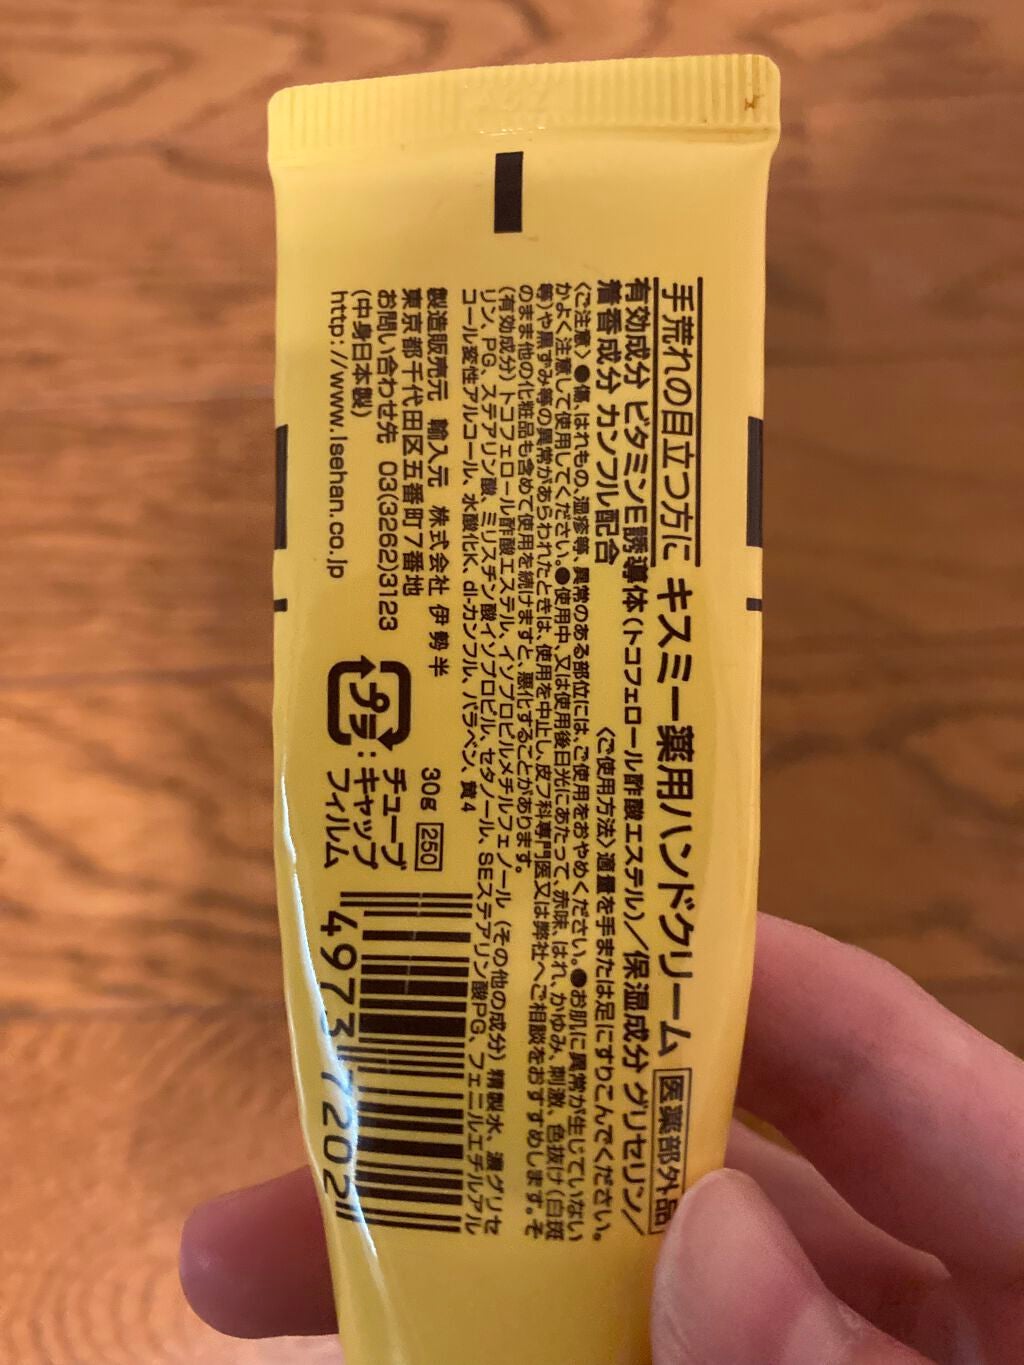 手荒れの目立つ方に キスミー薬用ハンドクリーム 医薬部外品
有効成分 ビタミンE誘導体(トコフェロール酢酸エステル)/保湿成分 グリセリン/
着香成分 カンフル配合 〈ご使用方法〉適量を手または足にすりこんでください。
〈ご注意〉●傷、はれもの、湿疹等、異常のある部位には、ご使用をおやめください。●お肌に異常が生じていない
かよく注意して使用してください。●使用中、又は使用後日光にあたって、赤味、はれ、かゆみ、刺激、色抜け(白斑
等)や黒ずみ等の異常があらわれたときは、使用を中止し、皮フ科専門医又は弊社へご相談をおすすめします。そ
のまま他の化粧品も含めて使用を続けますと、悪化することがあります。
(有効成分)トコフェロール酢酸エステル、イソプロピルメチルフェノール (その他の成分)精製水、濃グリセ
リン、PG、ステアリン酸、ミリスチン酸イソプロピル、セタノール、SEステアリン酸PG、フェニルエチルアル
コール変性アルコール、水酸化K、dl-カンフル、パラベン、黄4
製造販売元 輸入元 株式会社 伊勢半
東京都千代田区五番町7番地
お問い合わせ先 03(3262)3123
(中身日本製)
http://www.isehan.co.jp
30g 250
プラ:
チューブ
キャップ
フィルム
49737202